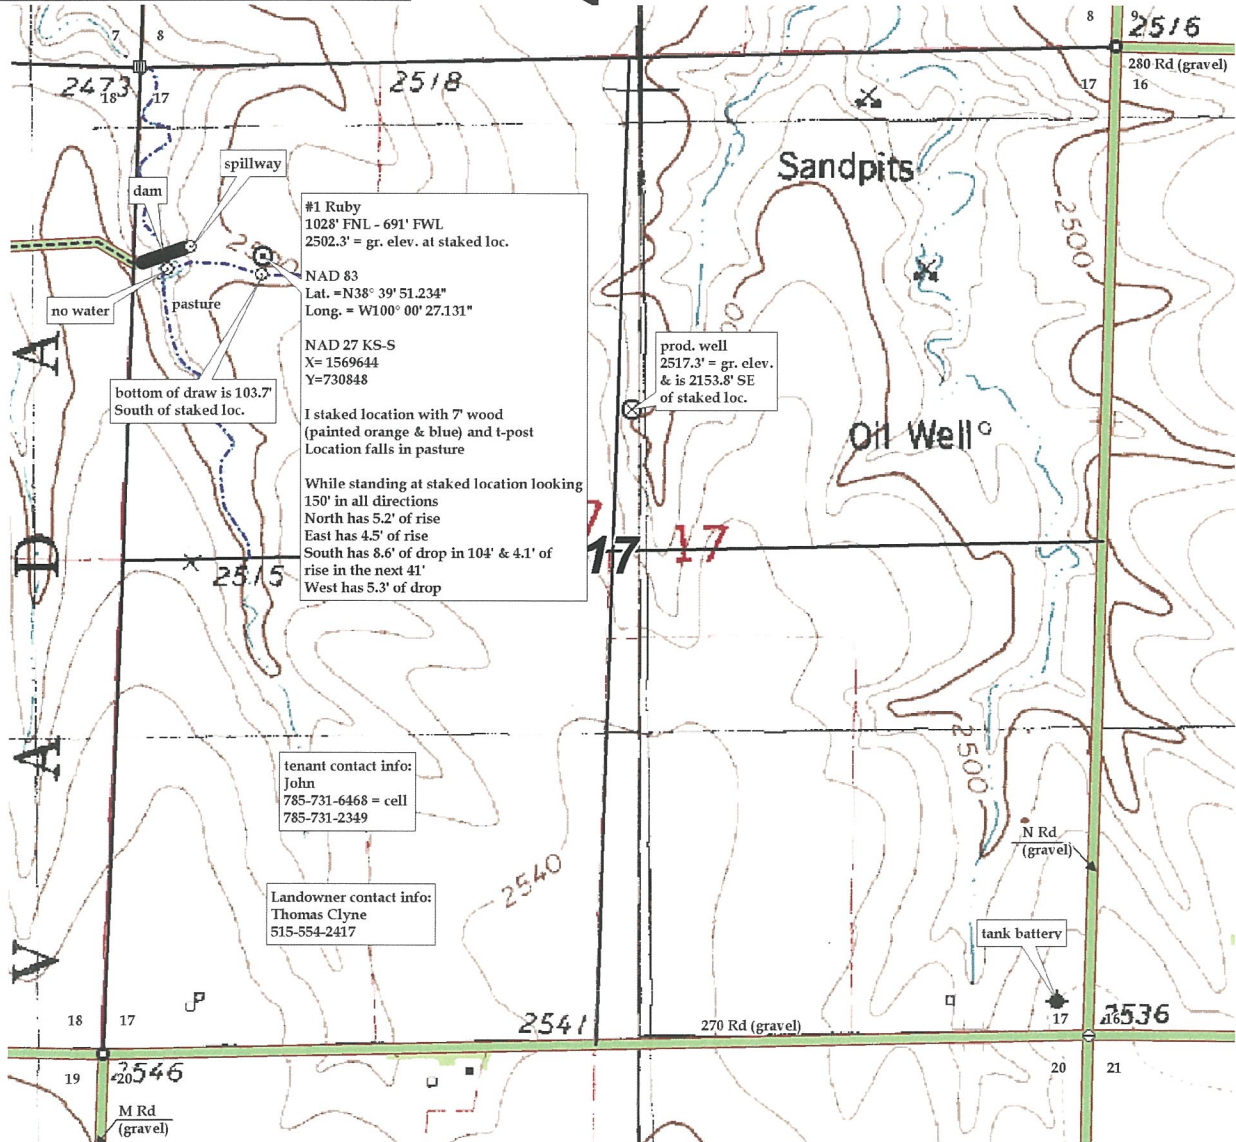 8
9
2516
7
8
280 Rd (gravel)
2473
18
17
2518
17
16
Sandpits
spillway
dam
2500
#1 Ruby
1028' FNL - 691' FWL
2502.3' = gr. elev. at staked loc.
NAD 83
Lat. =N38° 39' 51.234"
Long. = W100° 00' 27.131"
NAD 27 KS-S
X= 1569644
Y=730848
I staked location with 7' wood
(painted orange & blue) and t-post
Location falls in pasture
While standing at staked location looking
150' in all directions
North has 5.2' of rise
East has 4.5' of rise
South has 8.6' of drop in 104' & 4.1' of
rise in the next 41'
West has 5.3' of drop
no water
pasture
A
prod. well
2517.3' = gr. elev.
& is 2153.8' SE
of staked loc.
bottom of draw is 103.7'
South of staked loc.
Oil Well
D
17
17
2515
A
2500
tenant contact info:
John
785-731-6468 = cell
785-731-2349
N Rd
(gravel)
2540
Landowner contact info:
Thomas Clyne
515-554-2417
V
tank battery
18
17
2541
270 Rd (gravel)
17
16
2536
19
20
2546
20
21
M Rd
(gravel)